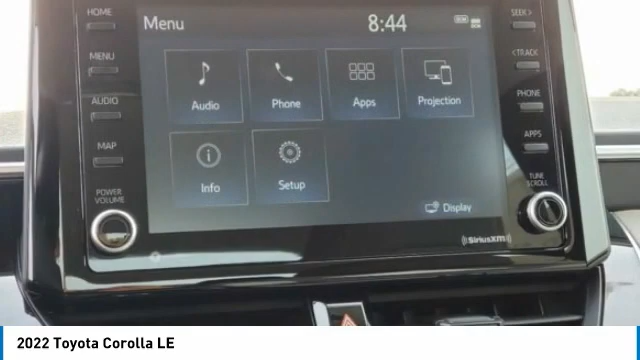 HOME
MENU
AUDIO
MAP
POWER
VOLUME
Menu
8:44
Audio
Phone
Apps
Projection
Info
Setup
Display
SiriusXM
SEEK>
<TRACK
PHONE
APPS
TUNE
SCROLL
2022 Toyota Corolla LE